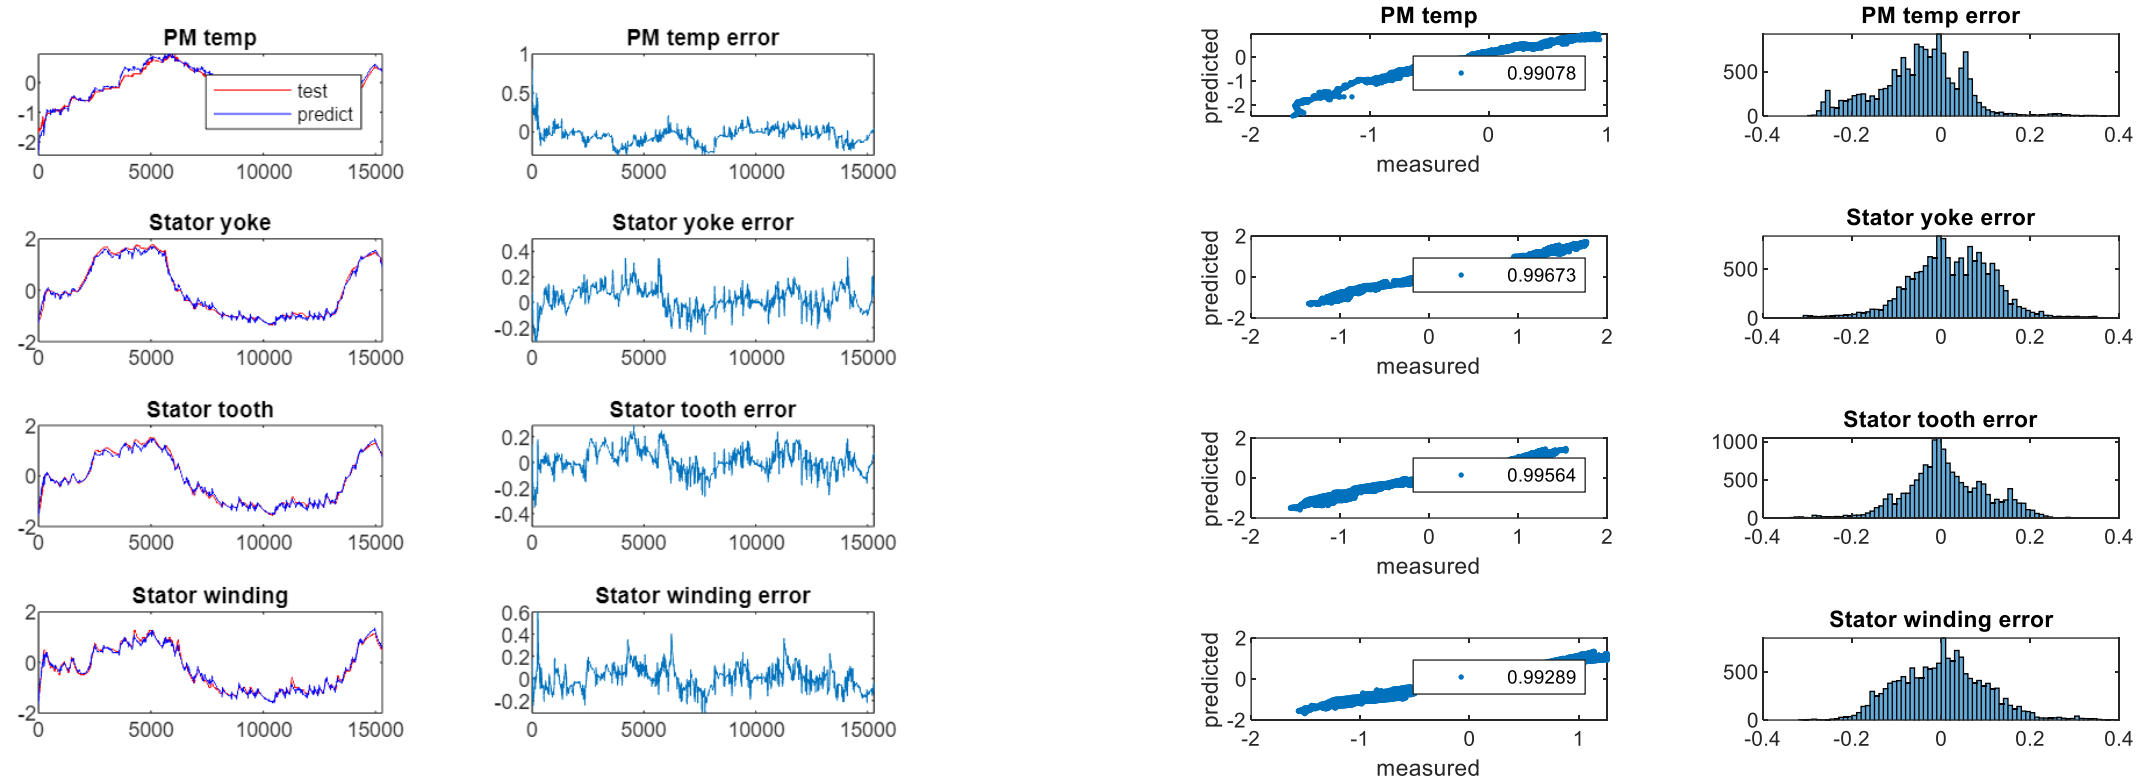 PM temp
0
-1
-2
0 5000 10000 15000
test
predict
PM temp error
1
0.5
0
0 5000 10000 15000
Stator yoke
2
0
-2
0 5000 10000 15000
Stator yoke error
0.4
0.2
0
-0.2
0 5000 10000 15000
Stator tooth
2
0
-2
0 5000 10000 15000
Stator tooth error
0.2
0
-0.2
-0.4
0 5000 10000 15000
Stator winding
2
0
-2
0 5000 10000 15000
Stator winding error
0.6
0.4
0.2
0
-0.2
0 5000 10000 15000
PM temp
predicted
0
-1
-2
0.99078
-2 -1 0 1
measured
PM temp error
500
0
-0.4 -0.2 0 0.2 0.4
predicted
2
0
-2
0.99673
-2 -1 0 1 2
measured
Stator yoke error
500
0
-0.4 -0.2 0 0.2 0.4
predicted
2
0
-2
0.99564
-2 -1 0 1 2
measured
Stator tooth error
1000
500
0
-0.4 -0.2 0 0.2 0.4
predicted
2
0
-2
0.99289
-2 -1 0 1
measured
Stator winding error
500
0
-0.4 -0.2 0 0.2 0.4